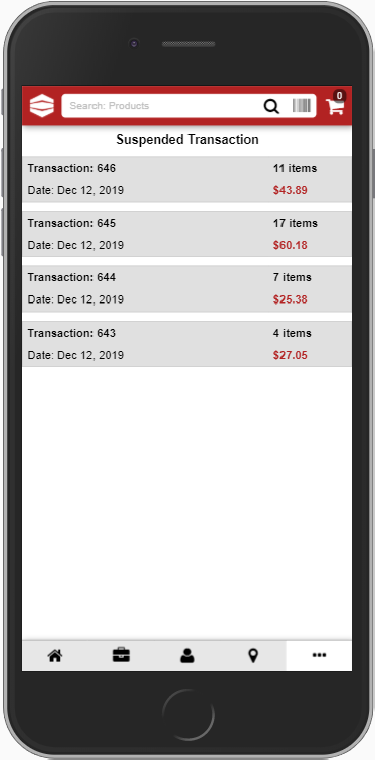 Search: Products
0
Suspended Transaction
Transaction: 646 11 items
Date: Dec 12, 2019 $43.89
Transaction: 645 17 items
Date: Dec 12, 2019 $60.18
Transaction: 644 7 items
Date: Dec 12, 2019 $25.38
Transaction: 643 4 items
Date: Dec 12, 2019 $27.05